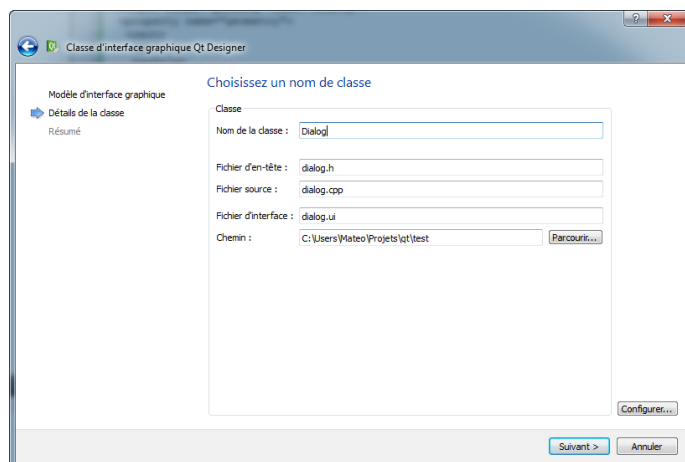 Classe d'interface graphique Qt Designer
Modèle d'interface graphique
Détails de la classe
Résumé
Choisissez un nom de classe
Classe
Nom de la classe : Dialog
Fichier d'en-tête : dialog.h
Fichier source : dialog.cpp
Fichier d'interface : dialog.ui
Chemin : C:\Users\Mateo\Projets\qt\test Parcourir...
Configurer...
Suivant > Annuler